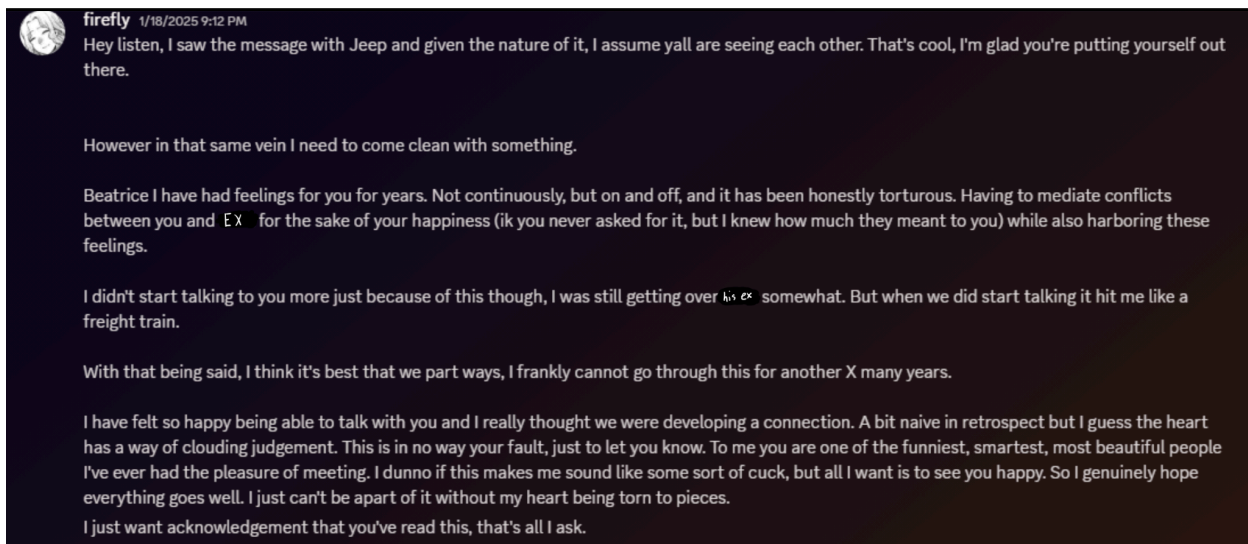 firefly 1/18/2025 9:12 PM
Hey listen, I saw the message with Jeep and given the nature of it, I assume yall are seeing each other. That's cool, I'm glad you're putting yourself out
there.
However in that same vein I need to come clean with something.
Beatrice I have had feelings for you for years. Not continuously, but on and off, and it has been honestly torturous. Having to mediate conflicts
between you and EX for the sake of your happiness (ik you never asked for it, but I knew how much they meant to you) while also harboring these
feelings.
I didn't start talking to you more just because of this though, I was still getting over his ex somewhat. But when we did start talking it hit me like a
freight train.
With that being said, I think it's best that we part ways, I frankly cannot go through this for another X many years.
I have felt so happy being able to talk with you and I really thought we were developing a connection. A bit naive in retrospect but I guess the heart
has a way of clouding judgement. This is in no way your fault, just to let you know. To me you are one of the funniest, smartest, most beautiful people
I've ever had the pleasure of meeting. I dunno if this makes me sound like some sort of cuck, but all I want is to see you happy. So I genuinely hope
everything goes well. I just can't be apart of it without my heart being torn to pieces.
I just want acknowledgement that you've read this, that's all I ask.